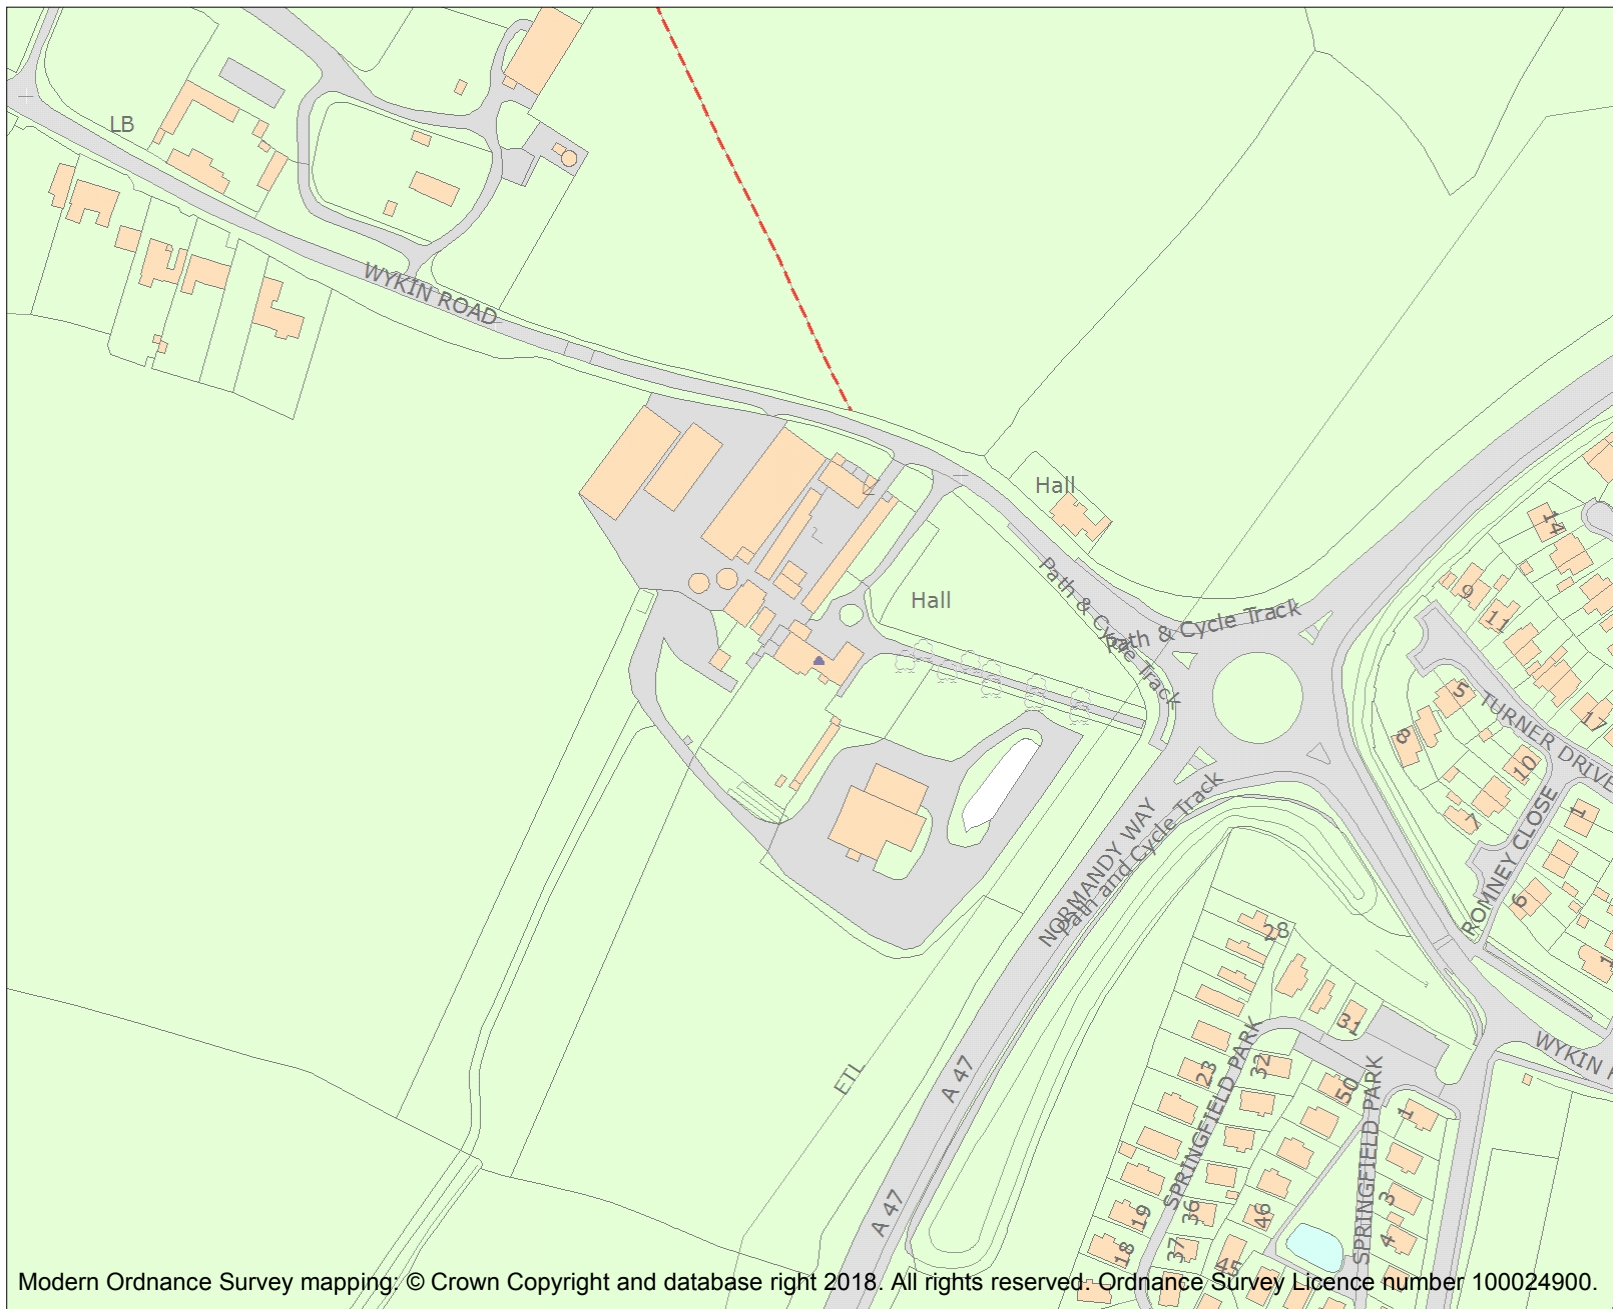 LB
WYKIN ROAD
Hall
14
Path & Cycle Track
Hall
Path & Cycle Track
9
11
5
TURNER DRIVE
17
8
10
NORMANDY WAY
Path and Cycle Track
7
1
ROMNEY CLOSE
6
28
31
WYKIN
ETL
A 47
23
SPRINGFIELD PARK
32
50
SPRINGFIELD PARK
1
A 47
19
36
46
3
18
37
45
4
Modern Ordnance Survey mapping: © Crown Copyright and database right 2018. All rights reserved. Ordnance Survey Licence number 100024900.